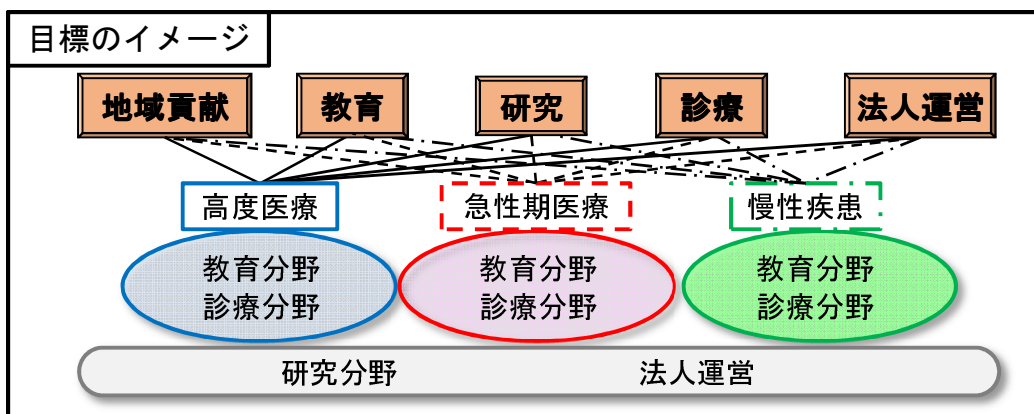 目標のイメージ
地域貢献 教育 研究 診療 法人運営
高度医療 急性期医療 慢性疾患
教育分野 教育分野 教育分野
診療分野 診療分野 診療分野
研究分野 法人運営